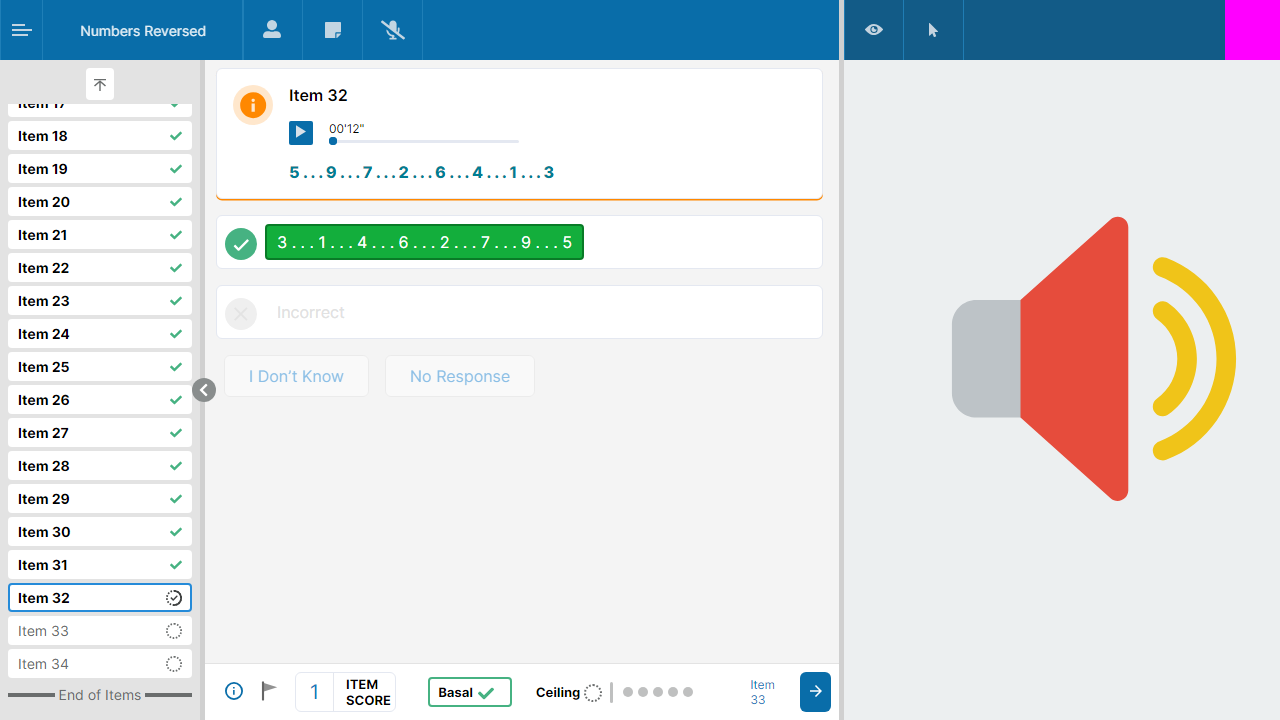 Numbers Reversed
Item 17
Item 18
Item 19
Item 20
Item 21
Item 22
Item 23
Item 24
Item 25
Item 26
Item 27
Item 28
Item 29
Item 30
Item 31
Item 32
Item 33
Item 34
End of Items
Item 32
00'12"
5...9...7...2...6...4...1...3
3...1...4...6...2...7...9...5
Incorrect
I Don't Know
No Response
1
ITEM
SCORE
Basal
Ceiling
Item
33